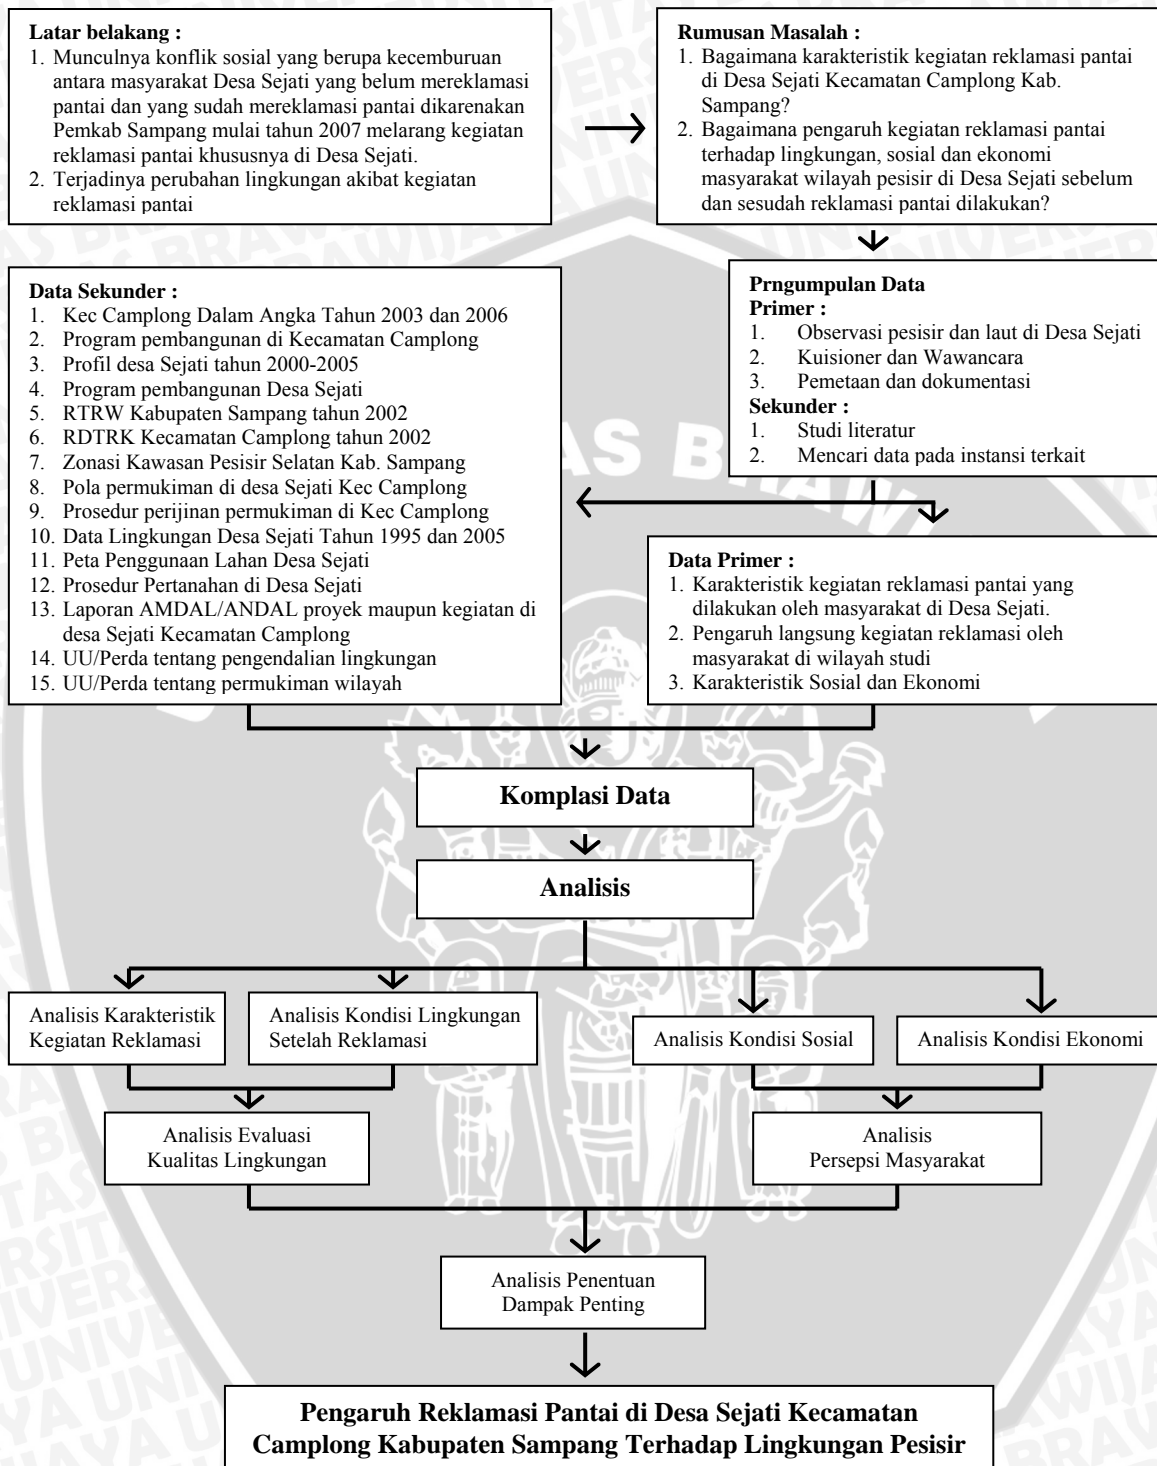 Latar belakang :
1. Munculnya konflik sosial yang berupa kecemburuan
antara masyarakat Desa Sejati yang belum mereklamasi
pantai dan yang sudah mereklamasi pantai dikarenakan
Pemkab Sampang mulai tahun 2007 melarang kegiatan
reklamasi pantai khususnya di Desa Sejati.
2. Terjadinya perubahan lingkungan akibat kegiatan
reklamasi pantai
Rumusan Masalah :
1. Bagaimana karakteristik kegiatan reklamasi pantai
di Desa Sejati Kecamatan Camplong Kab.
Sampang?
2. Bagaimana pengaruh kegiatan reklamasi pantai
terhadap lingkungan, sosial dan ekonomi
masyarakat wilayah pesisir di Desa Sejati sebelum
dan sesudah reklamasi pantai dilakukan?
Prngumpulan Data
Primer :
1. Observasi pesisir dan laut di Desa Sejati
2. Kuisioner dan Wawancara
3. Pemetaan dan dokumentasi
Sekunder :
1. Studi literatur
2. Mencari data pada instansi terkait
Data Sekunder :
1. Kec Camplong Dalam Angka Tahun 2003 dan 2006
2. Program pembangunan di Kecamatan Camplong
3. Profil desa Sejati tahun 2000-2005
4. Program pembangunan Desa Sejati
5. RTRW Kabupaten Sampang tahun 2002
6. RDTRK Kecamatan Camplong tahun 2002
7. Zonasi Kawasan Pesisir Selatan Kab. Sampang
8. Pola permukiman di desa Sejati Kec Camplong
9. Prosedur perijinan permukiman di Kec Camplong
10. Data Lingkungan Desa Sejati Tahun 1995 dan 2005
11. Peta Penggunaan Lahan Desa Sejati
12. Prosedur Pertanahan di Desa Sejati
13. Laporan AMDAL/ANDAL proyek maupun kegiatan di
desa Sejati Kecamatan Camplong
14. UU/Perda tentang pengendalian lingkungan
15. UU/Perda tentang permukiman wilayah
Data Primer :
1. Karakteristik kegiatan reklamasi pantai yang
dilakukan oleh masyarakat di Desa Sejati.
2. Pengaruh langsung kegiatan reklamasi oleh
masyarakat di wilayah studi
3. Karakteristik Sosial dan Ekonomi
Komplasi Data
Analisis
Analisis Karakteristik
Kegiatan Reklamasi
Analisis Kondisi Lingkungan
Setelah Reklamasi
Analisis Kondisi Sosial
Analisis Kondisi Ekonomi
Analisis Evaluasi
Kualitas Lingkungan
Analisis
Persepsi Masyarakat
Analisis Penentuan
Dampak Penting
Pengaruh Reklamasi Pantai di Desa Sejati Kecamatan
Camplong Kabupaten Sampang Terhadap Lingkungan Pesisir